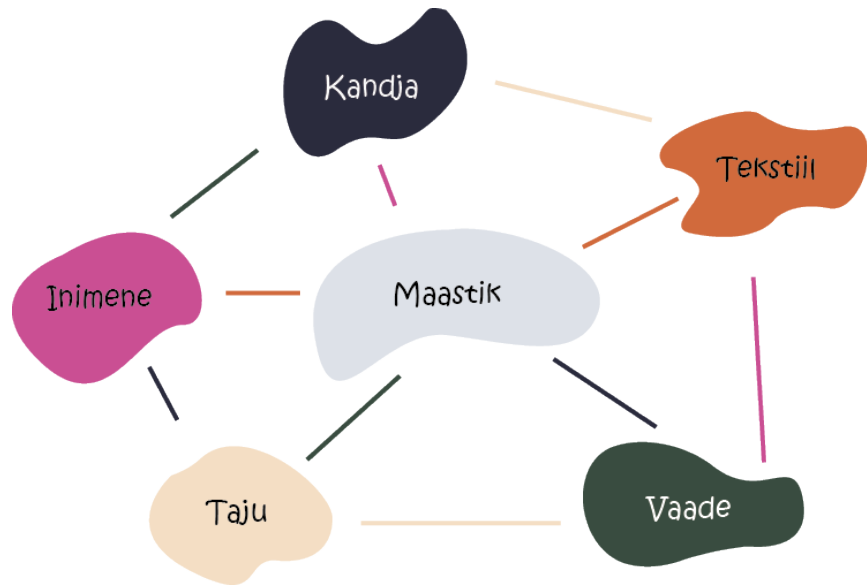 Kandja
Tekstiil
Inimene
Maastik
Taju
Vaade